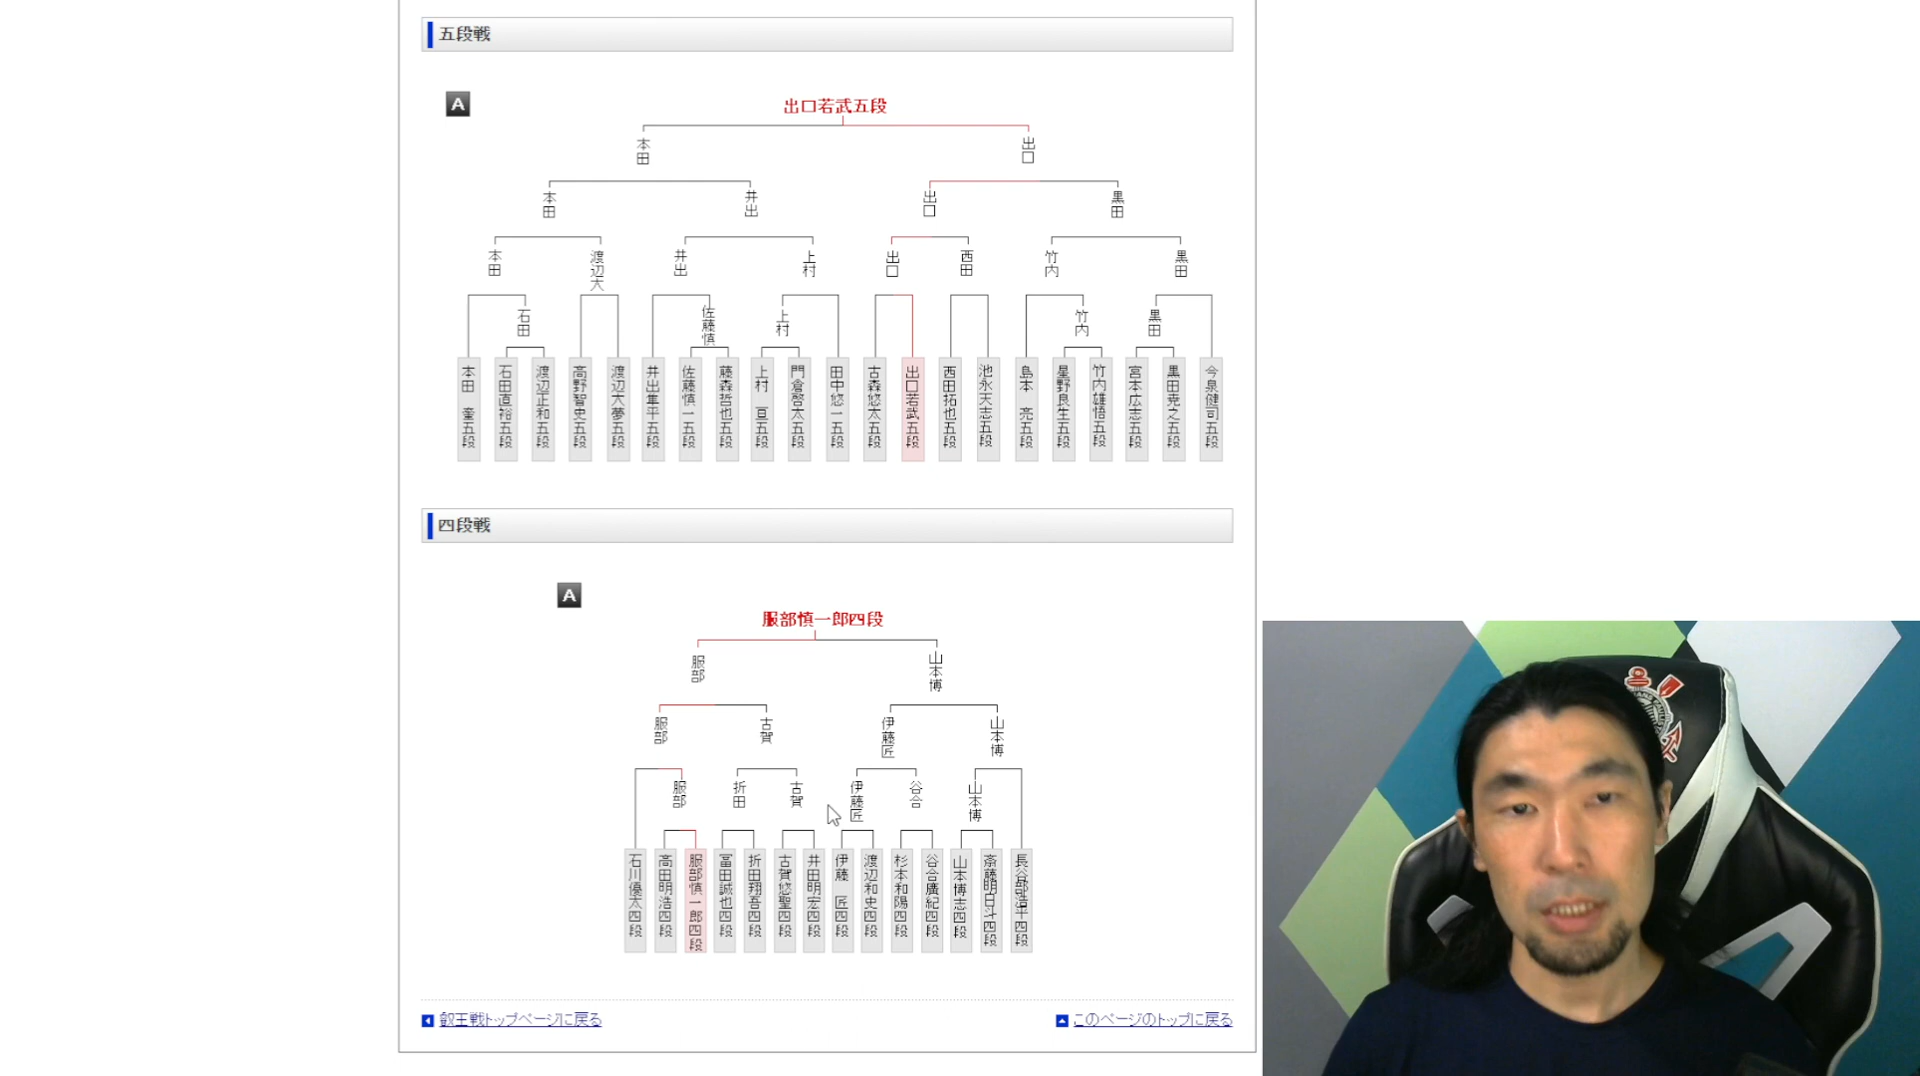 五段戦
A
出口若武五段
本田
出口
本田
井出
出口
黒田
本田
渡辺大
井出
上村
出口
西田
竹内
黒田
石田
佐藤慎
上村
竹内
黒田
本田 奎五段
石田直裕五段
渡辺正和五段
高野智史五段
渡辺大夢五段
井出隼平五段
佐藤慎一五段
藤森哲也五段
上村 亘五段
門倉啓太五段
田中悠一五段
古森悠太五段
出口若武五段
西田拓也五段
池永天志五段
島本 亮五段
星野良生五段
竹内雄悟五段
宮本広志五段
黒田尭之五段
今泉健司五段
四段戦
A
服部慎一郎四段
服部
山本博
服部
古賀
伊藤匠
山本博
服部
折田
古賀
伊藤匠
谷合
山本博
石川優太四段
高田明浩四段
服部慎一郎四段
冨田誠也四段
折田翔吾四段
古賀悠聖四段
井田明宏四段
伊藤 匠四段
渡辺和史四段
杉本和陽四段
谷合廣紀四段
山本博志四段
斎藤明日斗四段
長谷部浩平四段
叡王戦トップページに戻る
このページのトップに戻る